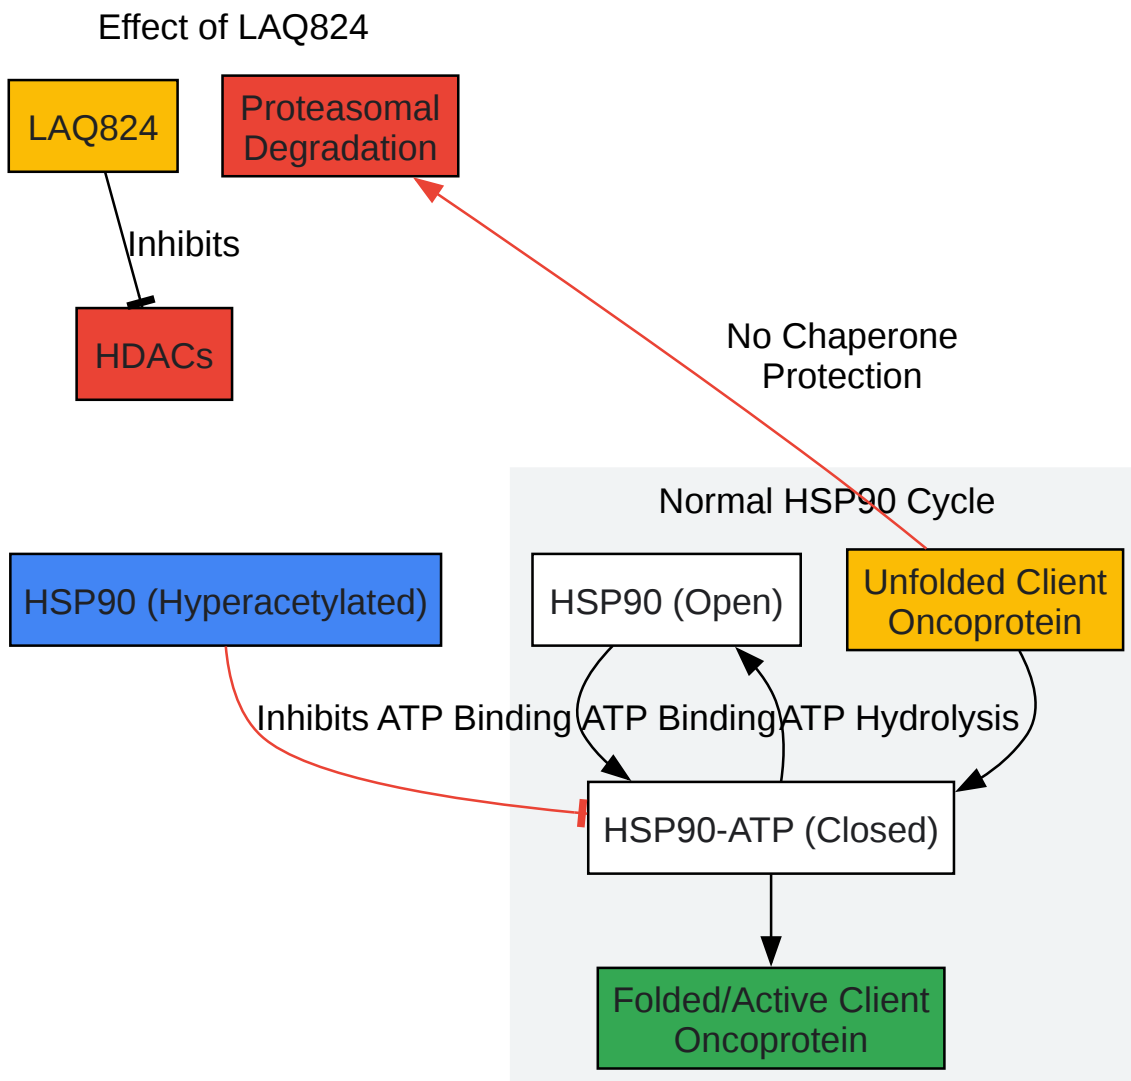 Effect of LAQ824
LAQ824
Proteasomal
Degradation
Inhibits
HDACs
No Chaperone
Protection
Normal HSP90 Cycle
HSP90 (Hyperacetylated)
HSP90 (Open)
Unfolded Client
Oncoprotein
Inhibits ATP Binding
ATP Binding
ATP Hydrolysis
HSP90-ATP (Closed)
Folded/Active Client
Oncoprotein